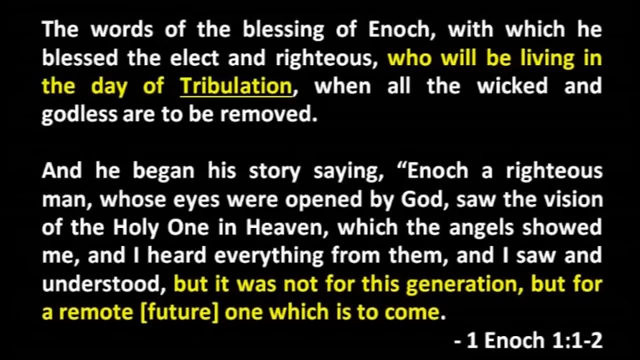 The words of the blessing of Enoch, with which he
blessed the elect and righteous, who will be living in
the day of Tribulation, when all the wicked and
godless are to be removed.
And he began his story saying, “Enoch a righteous
man, whose eyes were opened by God, saw the vision
of the Holy One in Heaven, which the angels showed
me, and I heard everything from them, and I saw and
understood, but it was not for this generation, but for
a remote [future] one which is to come.
- 1 Enoch 1:1-2